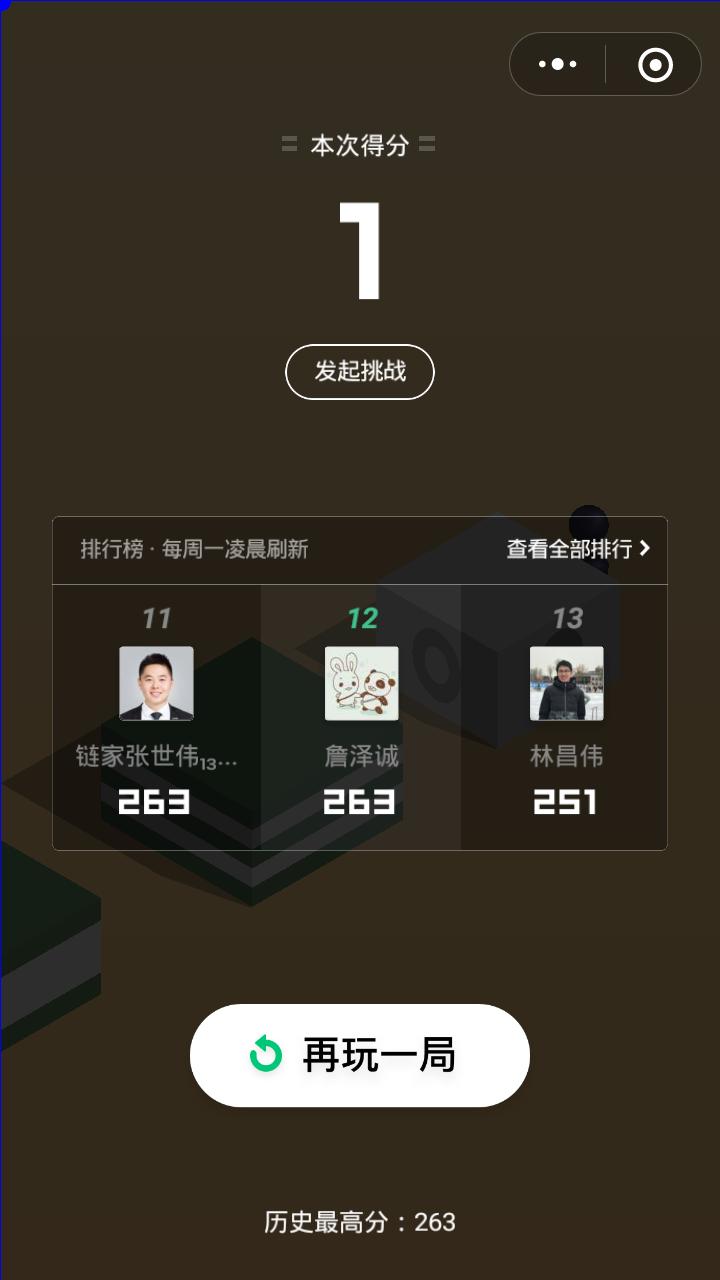 本次得分
1
发起挑战
排行榜 · 每周一凌晨刷新 查看全部排行
11 12 13
链家张世伟13... 詹泽诚 林昌伟
263 263 251
再玩一局
历史最高分：263